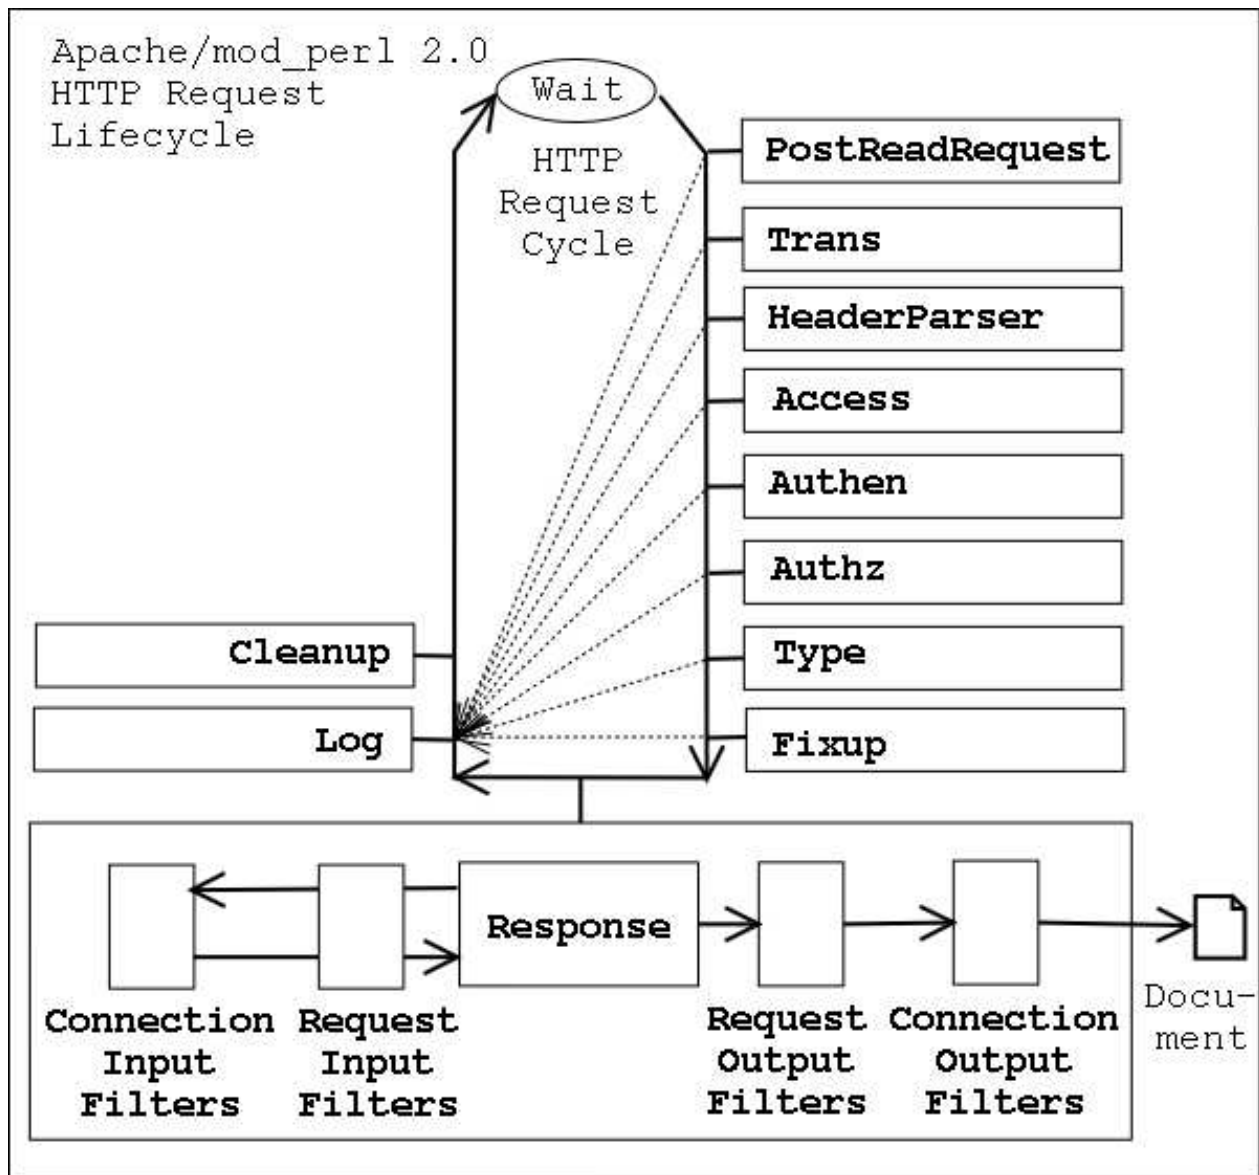 Apache/mod_perl 2.0
HTTP Request
Lifecycle
Wait
HTTP
Request
Cycle
PostReadRequest
Trans
HeaderParser
Access
Authen
Authz
Type
Fixup
Cleanup
Log
Response
Connection
Input
Filters
Request
Input
Filters
Request
Output
Filters
Connection
Output
Filters
Docu-
ment